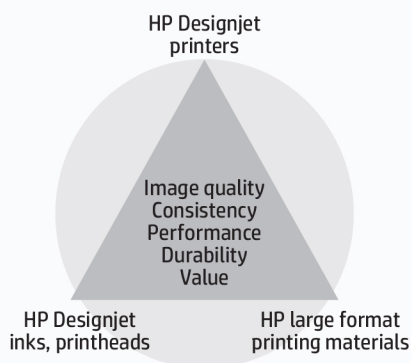 HP Designjet
printers
Image quality
Consistency
Performance
Durability
Value
HP Designjet
inks, printheads
HP large format
printing materials